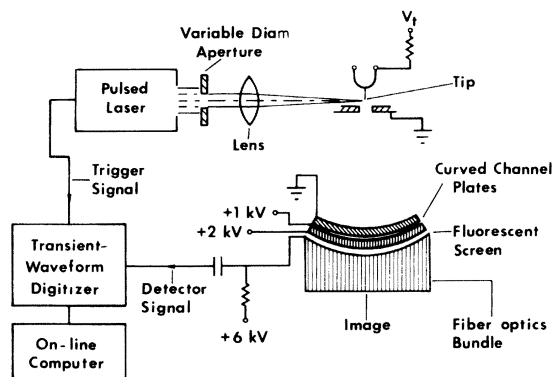 Variable Diam
Aperture
V_t
Pulsed
Laser
Tip
Lens
Trigger
Signal
Curved Channel
Plates
+1 kV
+2 kV
Fluorescent
Screen
Transient-
Waveform
Digitizer
Detector
Signal
+6 kV
Image
Fiber optics
Bundle
On-line
Computer